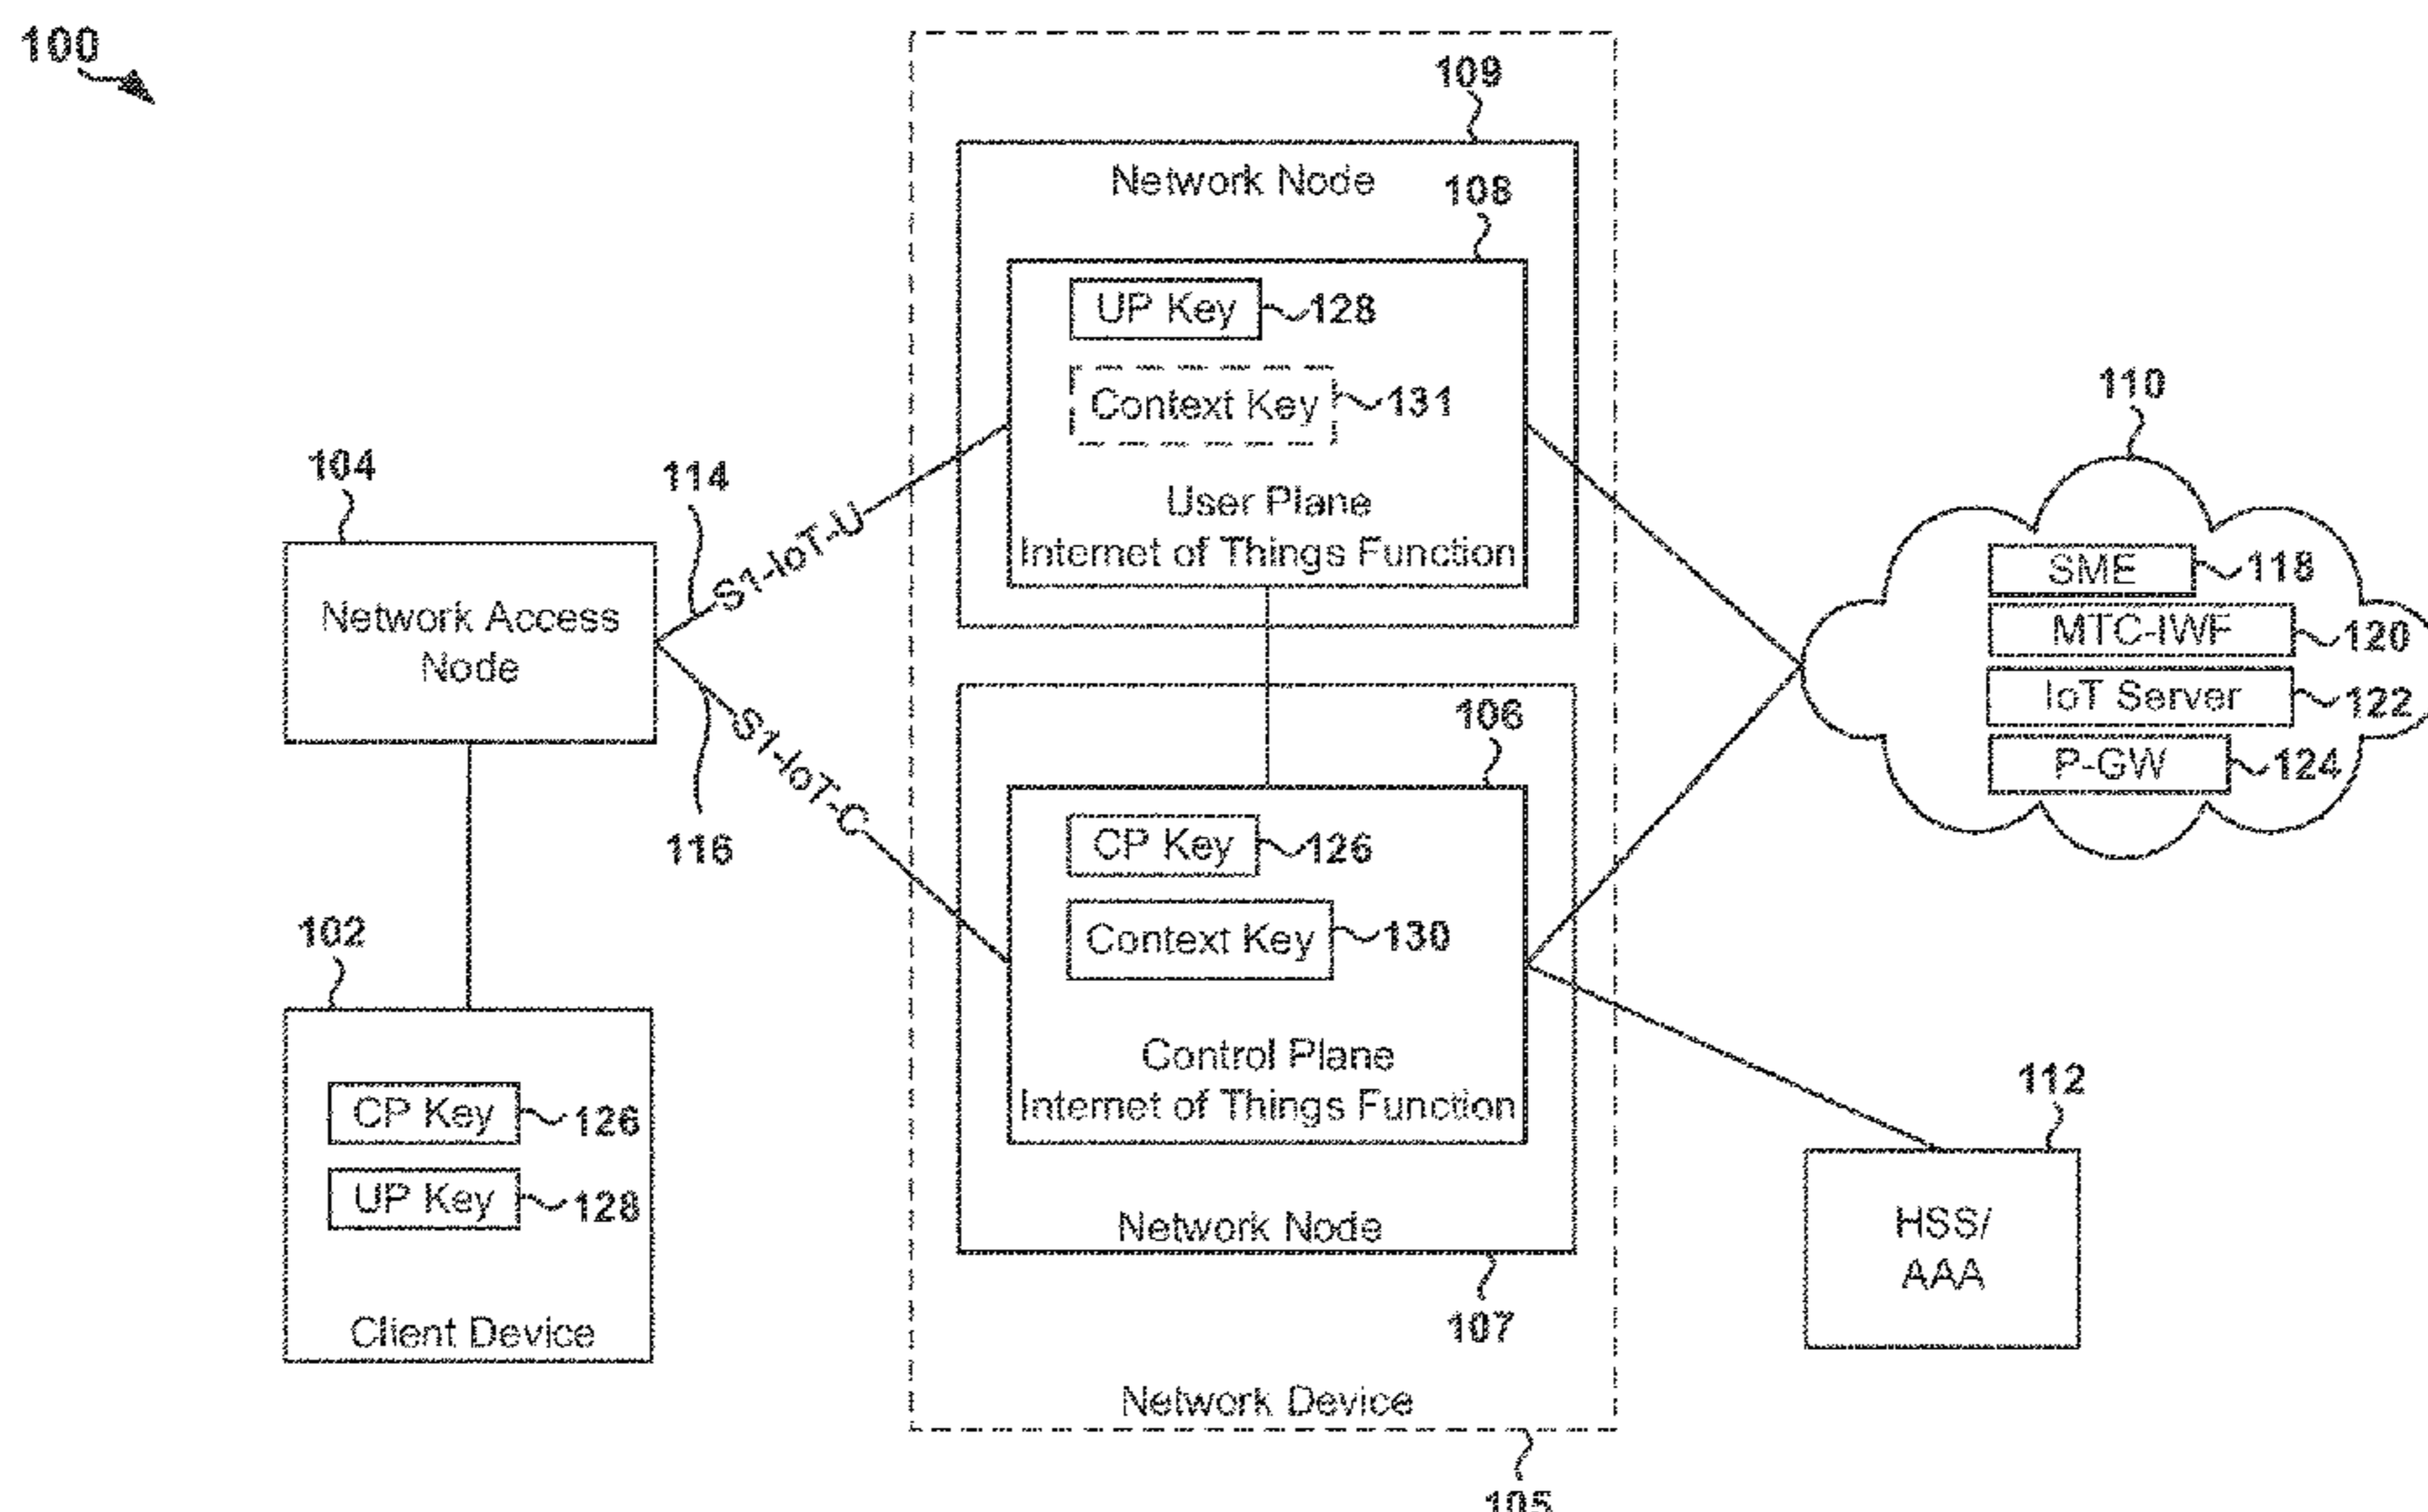 100
109
Network Node
108
UP Key
128
Context Key
131
User Plane
Internet of Things Function
110
SME
118
MTC-IWF
120
IoT Server
122
P-GW
124
104
Network Access
Node
114
S1-IoT-U
116
S1-IoT-C
106
CP Key
126
Context Key
130
Control Plane
Internet of Things Function
Network Node
107
Network Device
105
102
CP Key
126
UP Key
128
Client Device
112
HSS/
AAA